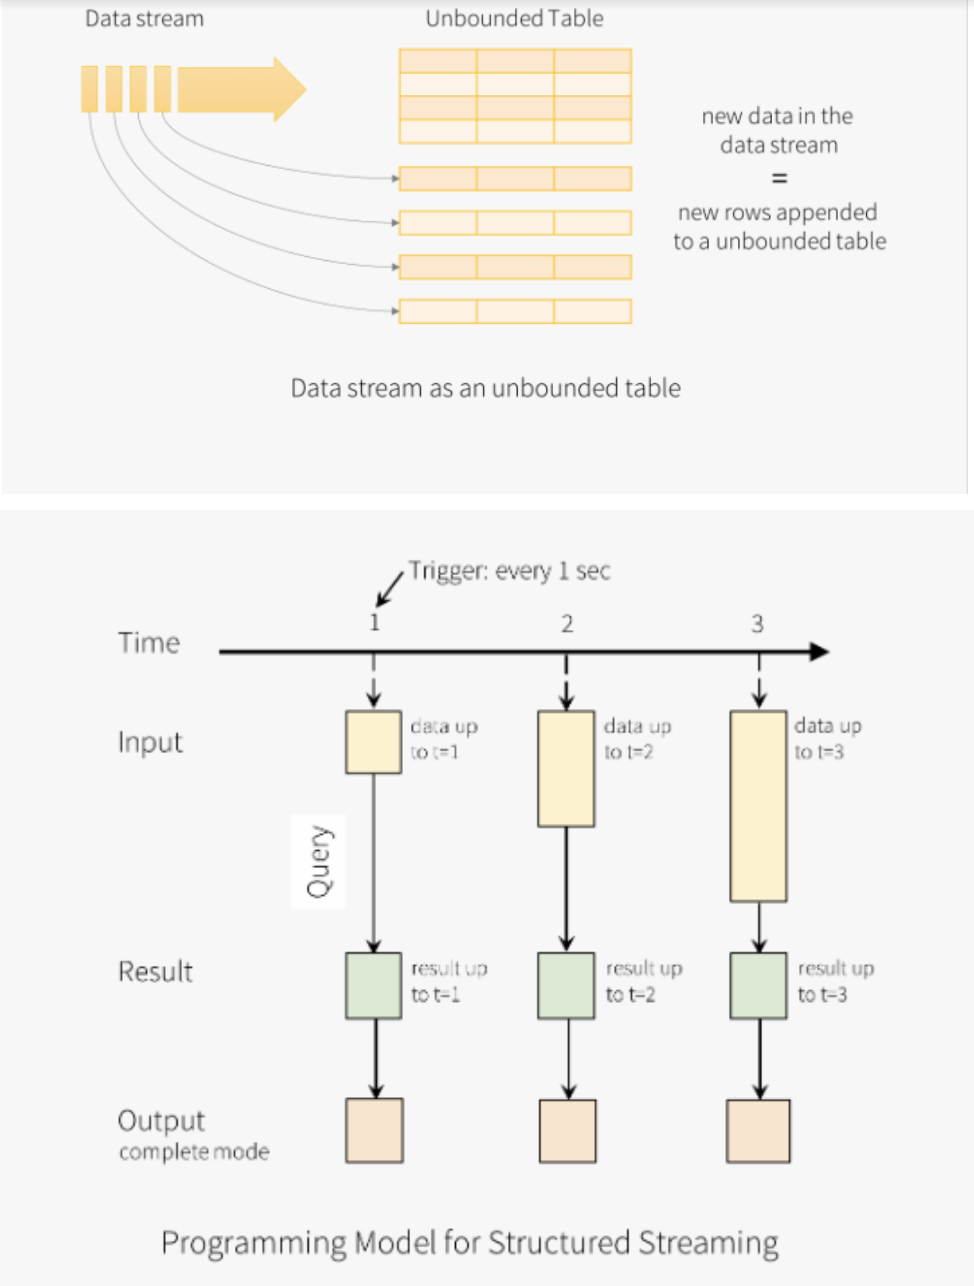 Data stream
Unbounded Table
new data in the
data stream
=
new rows appended
to a unbounded table
Data stream as an unbounded table
Trigger: every 1 sec
1
2
3
Time
Input
data up
to t=1
data up
to t=2
data up
to t=3
Query
Result
result up
to t=1
result up
to t=2
result up
to t=3
Output
complete mode
Programming Model for Structured Streaming